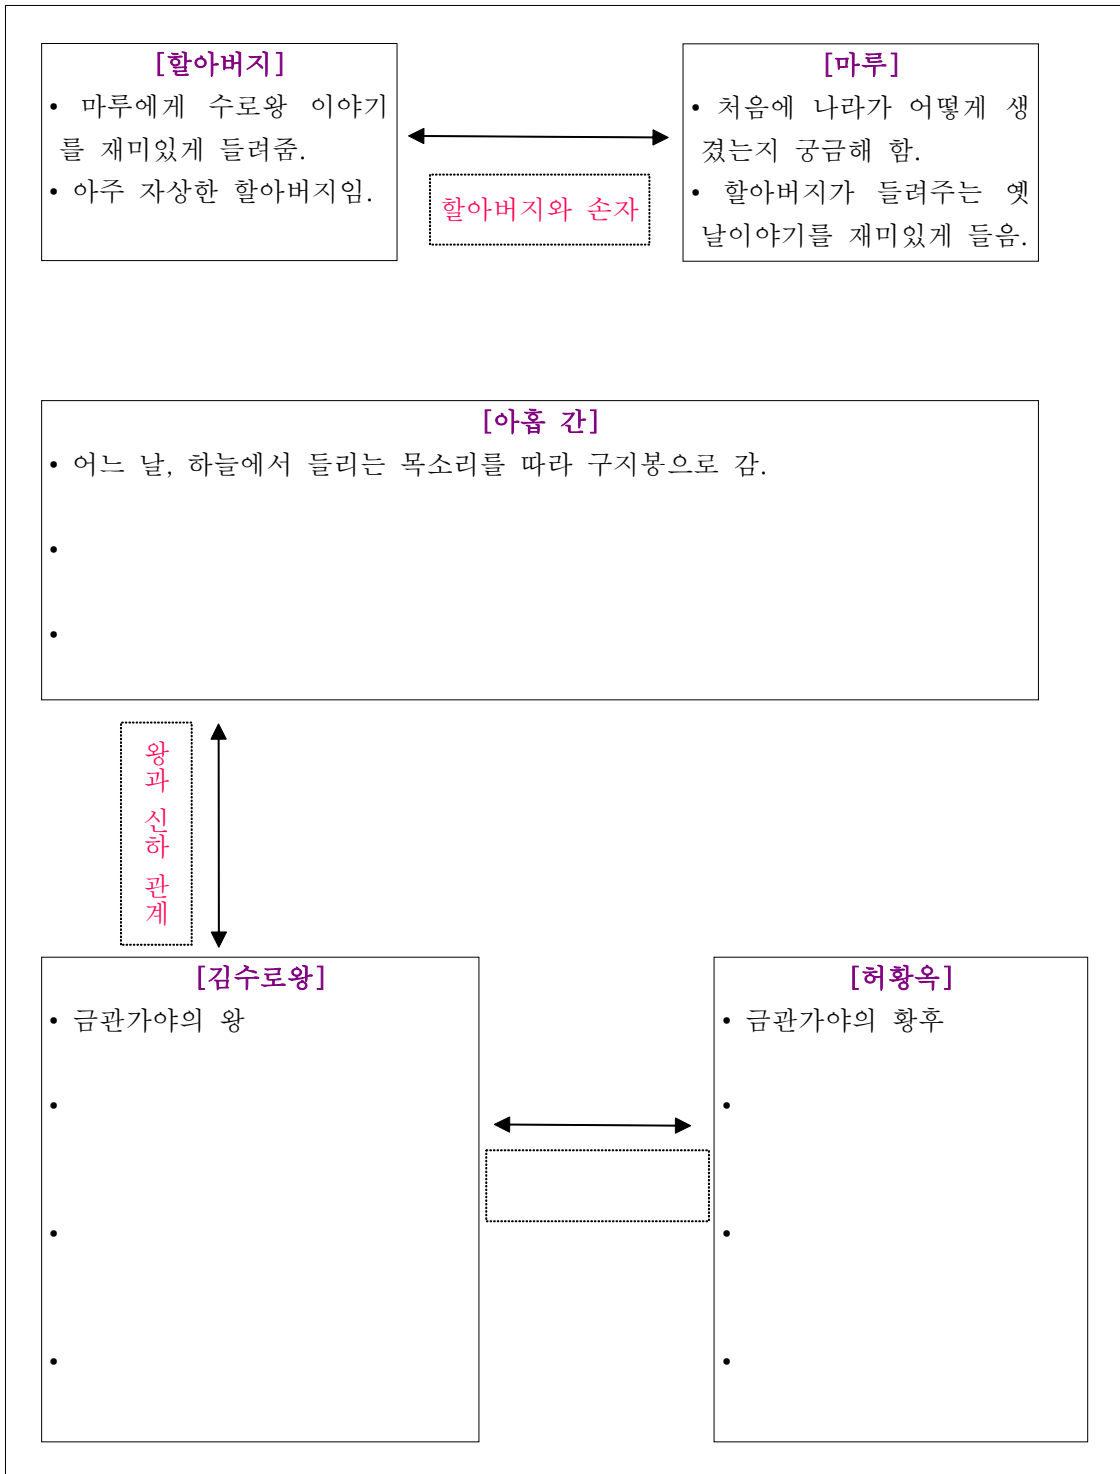 [할아버지]
• 마루에게 수로왕 이야기
를 재미있게 들려줌.
• 아주 자상한 할아버지임.
할아버지와 손자
[마루]
• 처음에 나라가 어떻게 생
겼는지 궁금해 함.
• 할아버지가 들려주는 옛
날이야기를 재미있게 들음.
[아홉 간]
• 어느 날, 하늘에서 들리는 목소리를 따라 구지봉으로 감.
•
•
왕과 신하 관계
[김수로왕]
• 금관가야의 왕
•
•
•
[허황옥]
• 금관가야의 황후
•
•
•